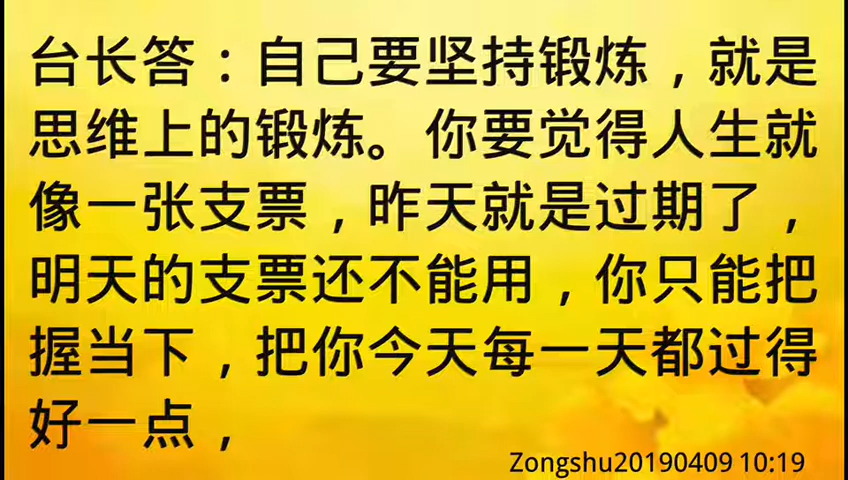 台长答：自己要坚持锻炼，就是
思维上的锻炼。你要觉得人生就
像一张支票，昨天就是过期了，
明天的支票还不能用，你只能把
握当下，把你今天每一天都过得
好一点，
Zongshu20190409 10:19